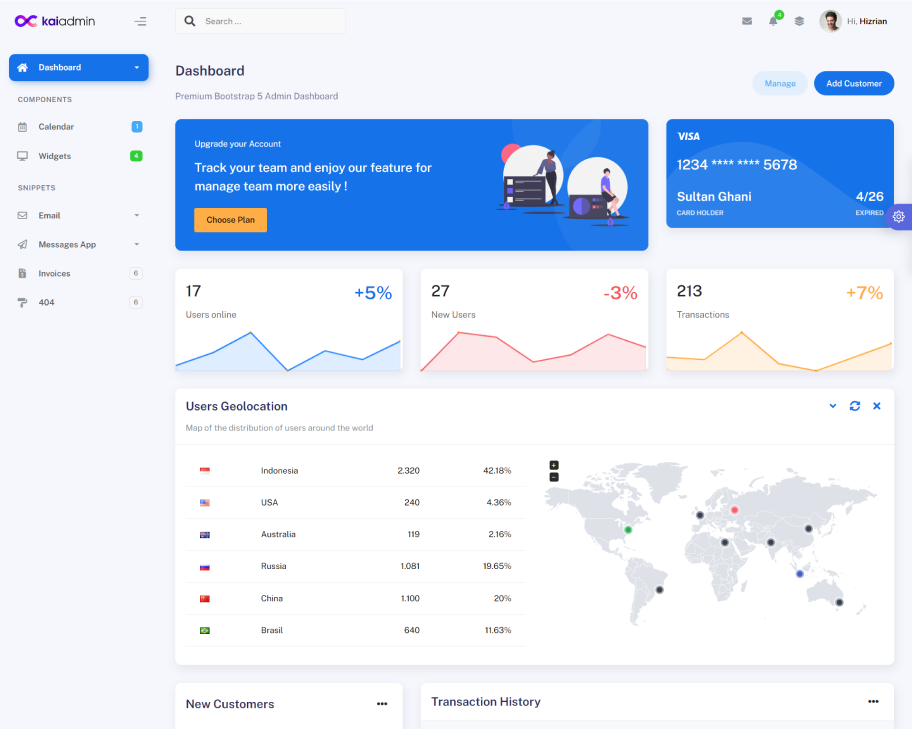 kaiadmin
Search ...
4
Hi, Hizrian
Dashboard
COMPONENTS
Calendar 1
Widgets 4
SNIPPETS
Email
Messages App
Invoices 6
404 6
Dashboard
Premium Bootstrap 5 Admin Dashboard
Manage
Add Customer
Upgrade your Account
Track your team and enjoy our feature for
manage team more easily !
Choose Plan
VISA
1234 **** **** 5678
Sultan Ghani 4/26
CARD HOLDER EXPIRED
17 +5%
Users online
27 -3%
New Users
213 +7%
Transactions
Users Geolocation
Map of the distribution of users around the world
Indonesia 2.320 42.18%
USA 240 4.36%
Australia 119 2.16%
Russia 1.081 19.65%
China 1.100 20%
Brasil 640 11.63%
+
−
New Customers
Transaction History